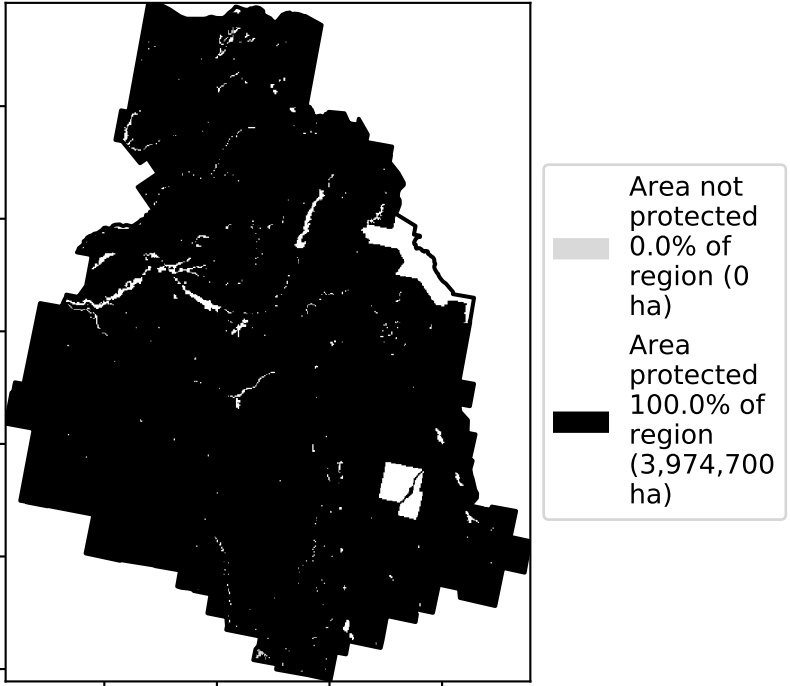 Area not
protected
0.0% of
region (0
ha)
Area
protected
100.0% of
region
(3,974,700
ha)